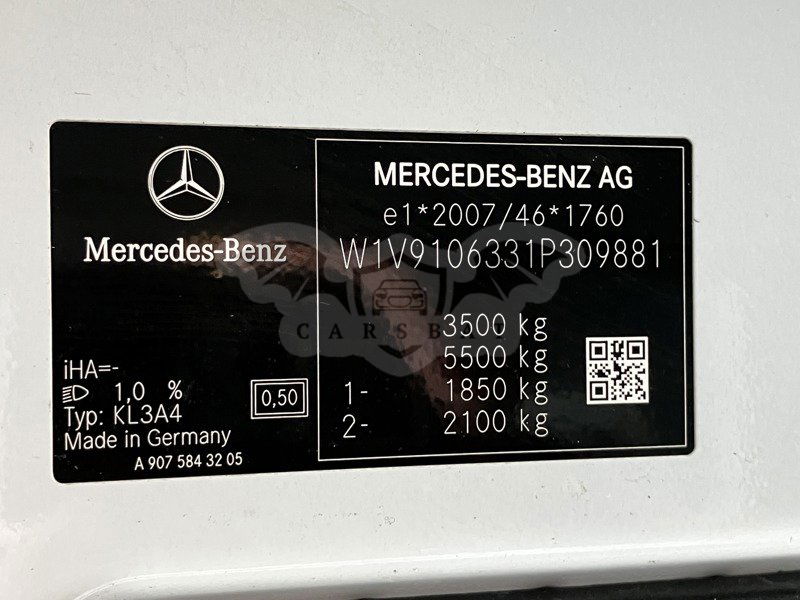 Mercedes-Benz
iHA=-
1,0 %
Typ: KL3A4
Made in Germany
A 907 584 32 05
0,50
MERCEDES-BENZ AG
e1*2007/46*1760
W1V9106331P309881
3500 kg
5500 kg
1- 1850 kg
2- 2100 kg
CARSBAT